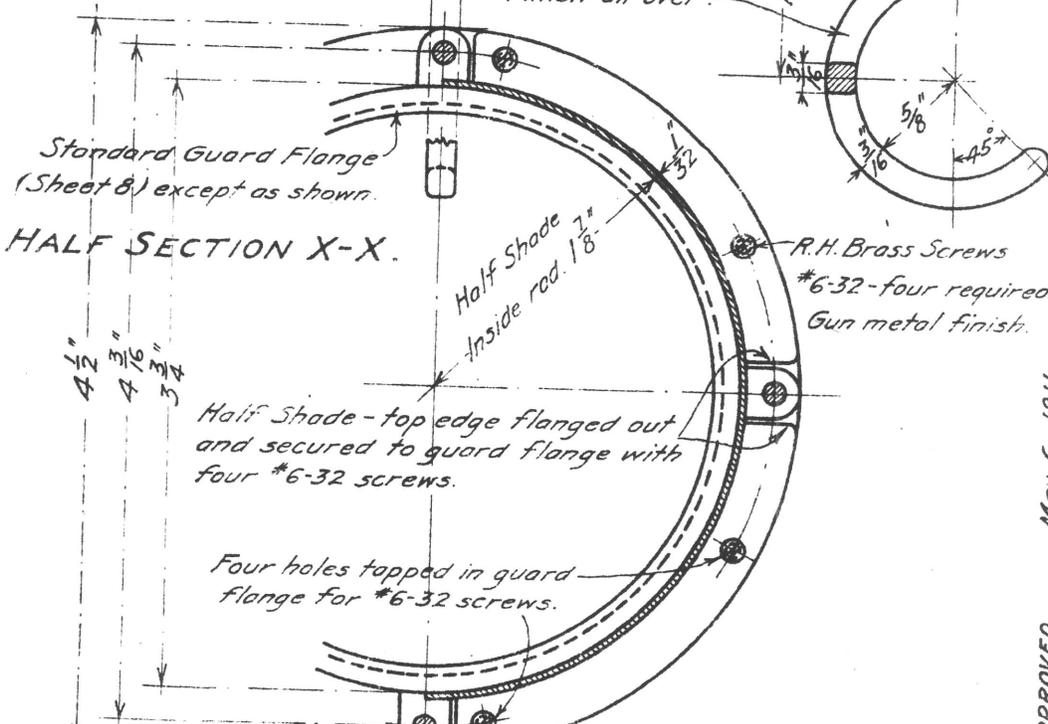 Standard Guard Flange
(Sheet 8) except as shown.
HALF SECTION X-X.
4 1/2"
4 3/16"
3 3/4"
1/32"
Half Shade
Inside rad. 1 7/8"
3/16"
5/8"
3/16"
45°
R.H. Brass Screws
#6-32-four required
Gun metal finish.
Half Shade-top edge flanged out
and secured to guard flange with
four #6-32 screws.
Four holes tapped in guard
flange for #6-32 screws.